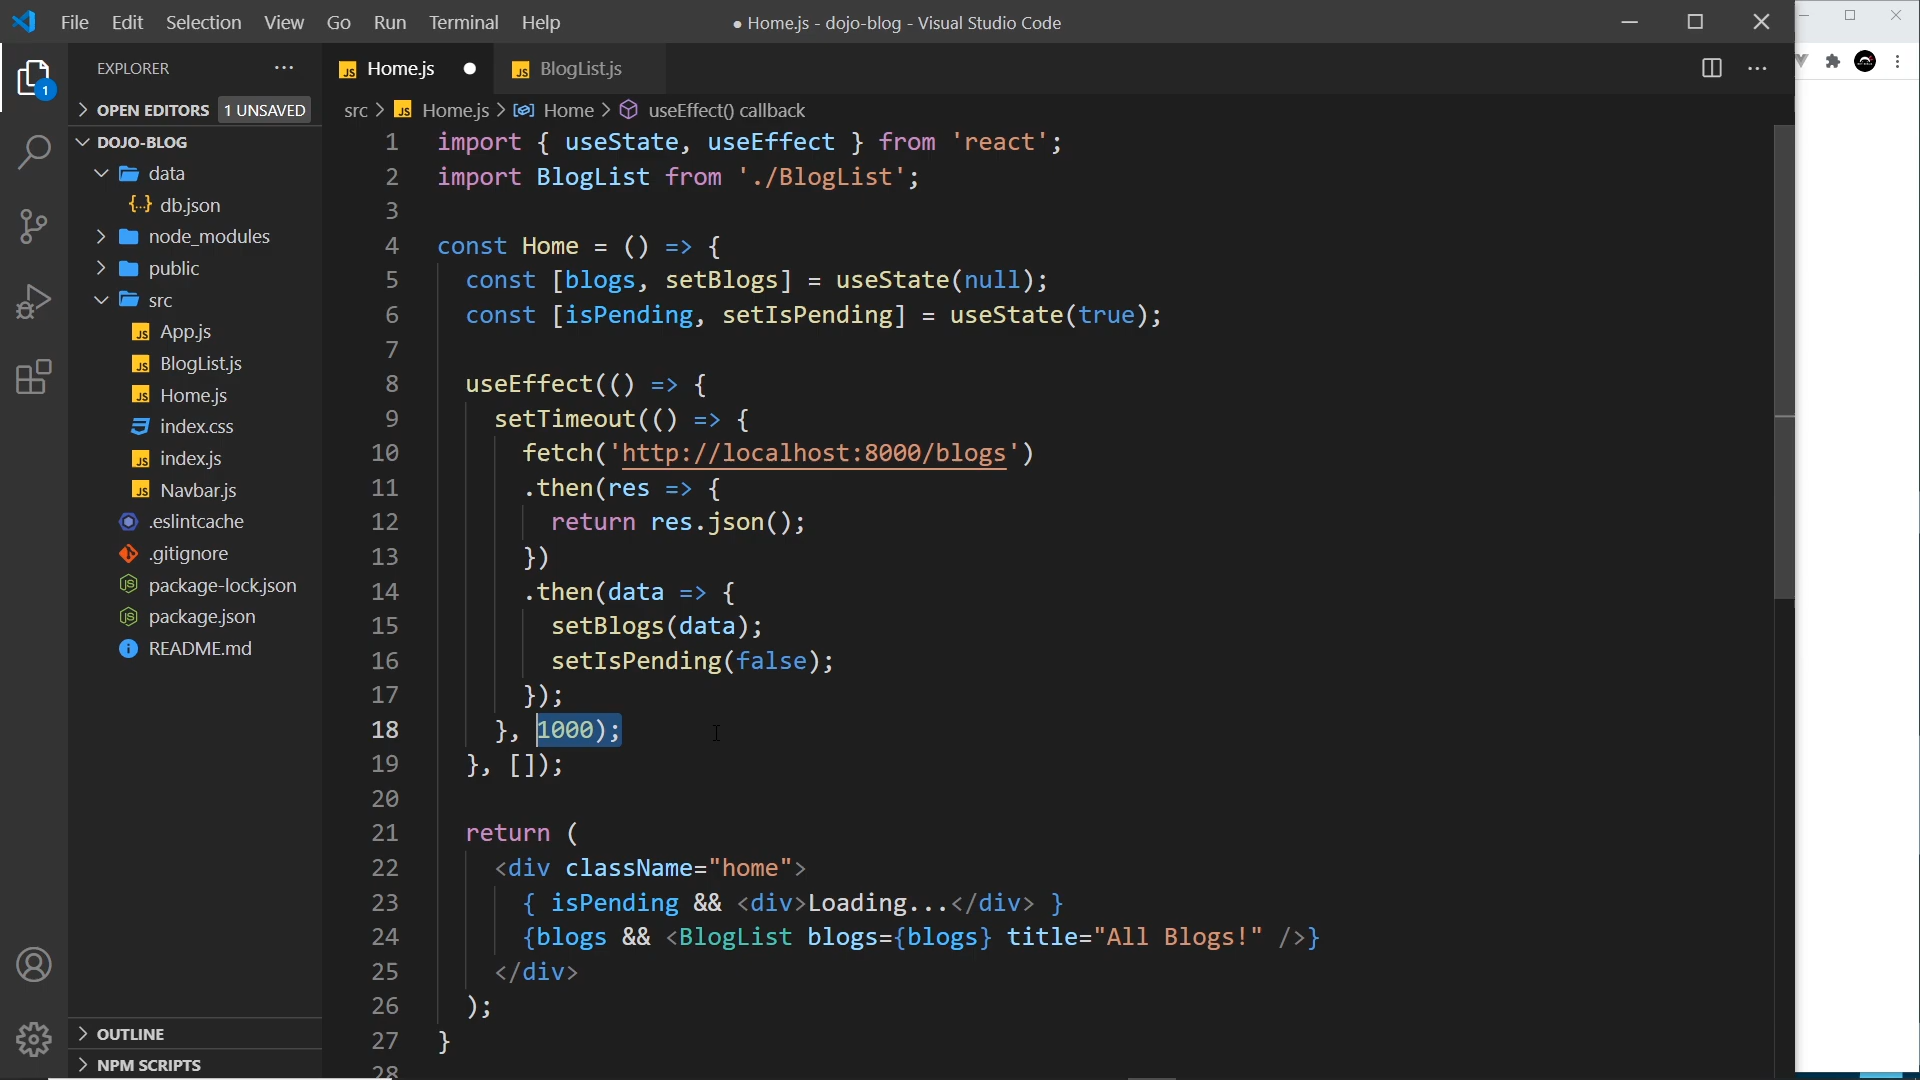 File Edit Selection View Go Run Terminal Help
● Home.js - dojo-blog - Visual Studio Code
EXPLORER
1
OPEN EDITORS 1 UNSAVED
DOJO-BLOG
data
db.json
node_modules
public
src
App.js
BlogList.js
Home.js
index.css
index.js
Navbar.js
.eslintcache
.gitignore
package-lock.json
package.json
README.md
OUTLINE
NPM SCRIPTS
JS Home.js ● JS BlogList.js
src > JS Home.js > Home > useEffect() callback
1 import { useState, useEffect } from 'react';
2 import BlogList from './BlogList';
3
4 const Home = () => {
5 const [blogs, setBlogs] = useState(null);
6 const [isPending, setIsPending] = useState(true);
7
8 useEffect(() => {
9 setTimeout(() => {
10 fetch('http://localhost:8000/blogs')
11 .then(res => {
12 return res.json();
13 })
14 .then(data => {
15 setBlogs(data);
16 setIsPending(false);
17 });
18 }, 1000);
19 }, []);
20
21 return (
22 <div className="home">
23 { isPending && <div>Loading...</div> }
24 {blogs && <BlogList blogs={blogs} title="All Blogs!" />}
25 </div>
26 );
27 }
28